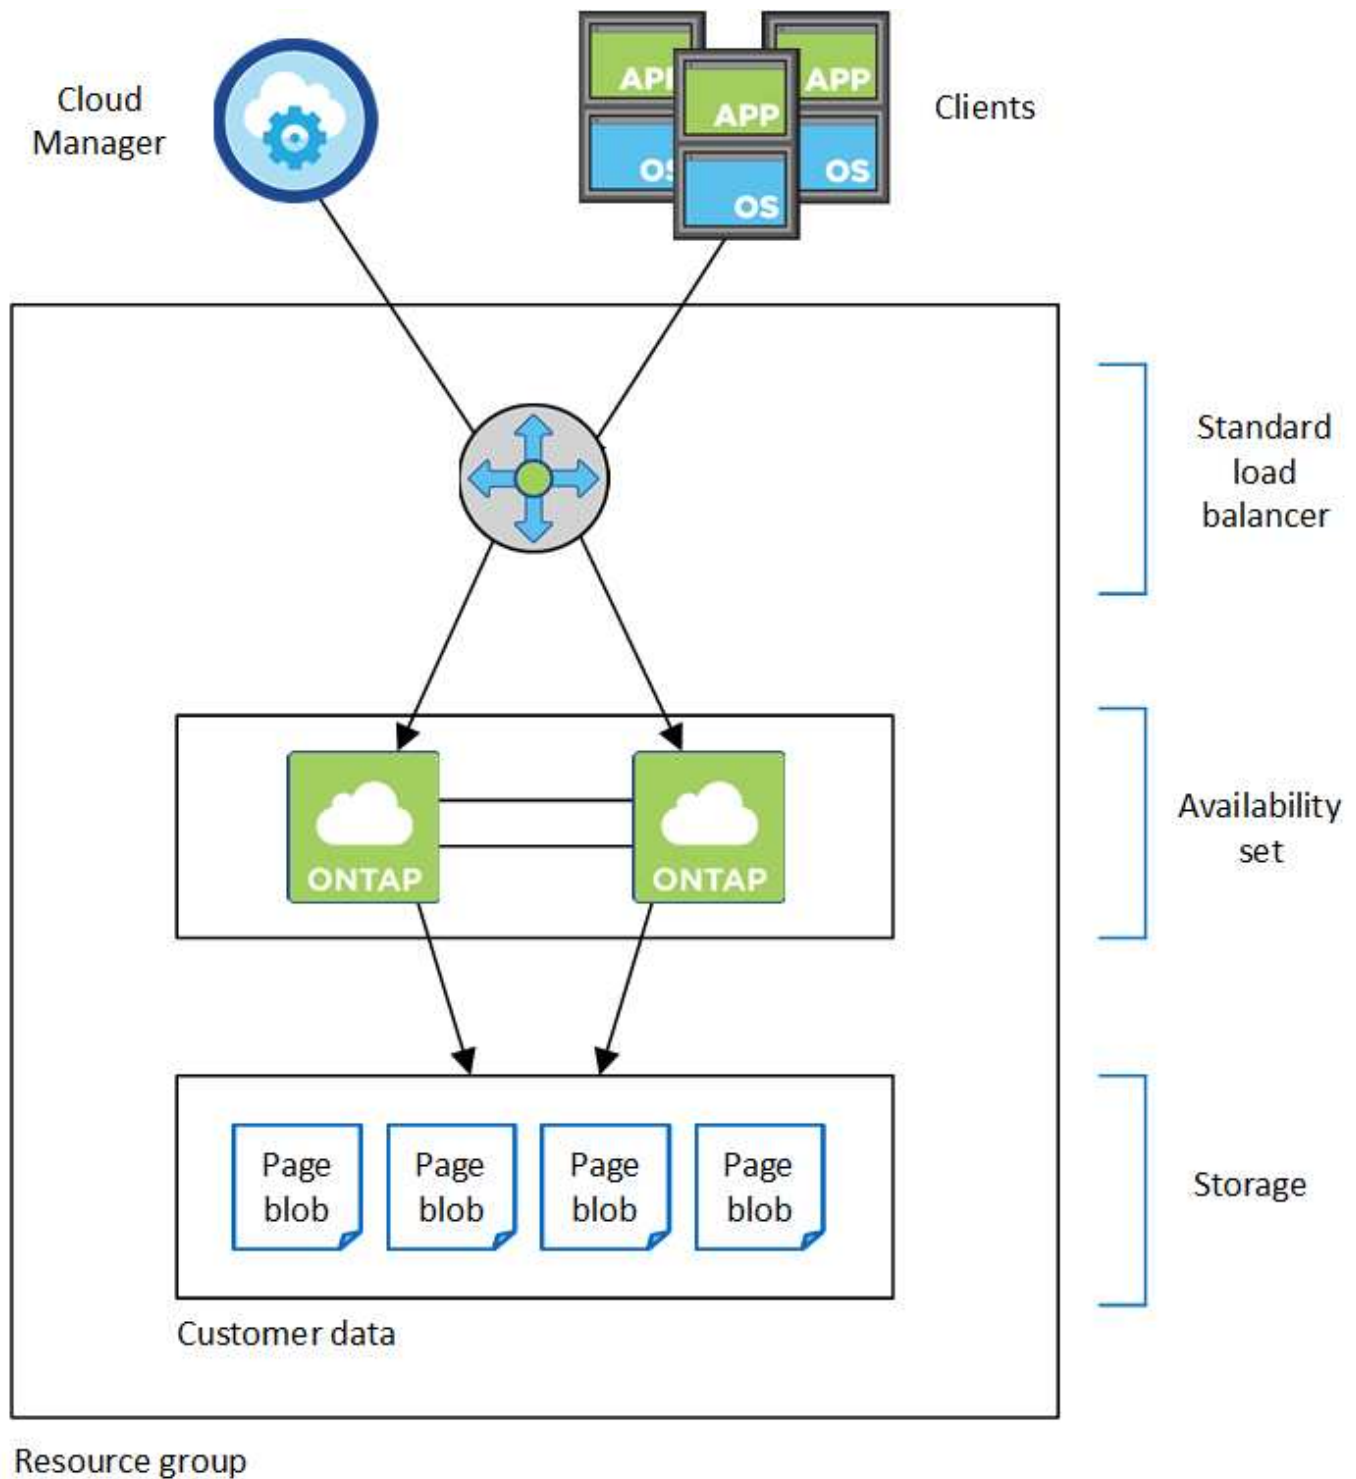 Cloud
Manager
APP
OS
APP
OS
APP
OS
Clients
Standard
load
balancer
ONTAP
ONTAP
Availability
set
Page
blob
Page
blob
Page
blob
Page
blob
Storage
Customer data
Resource group